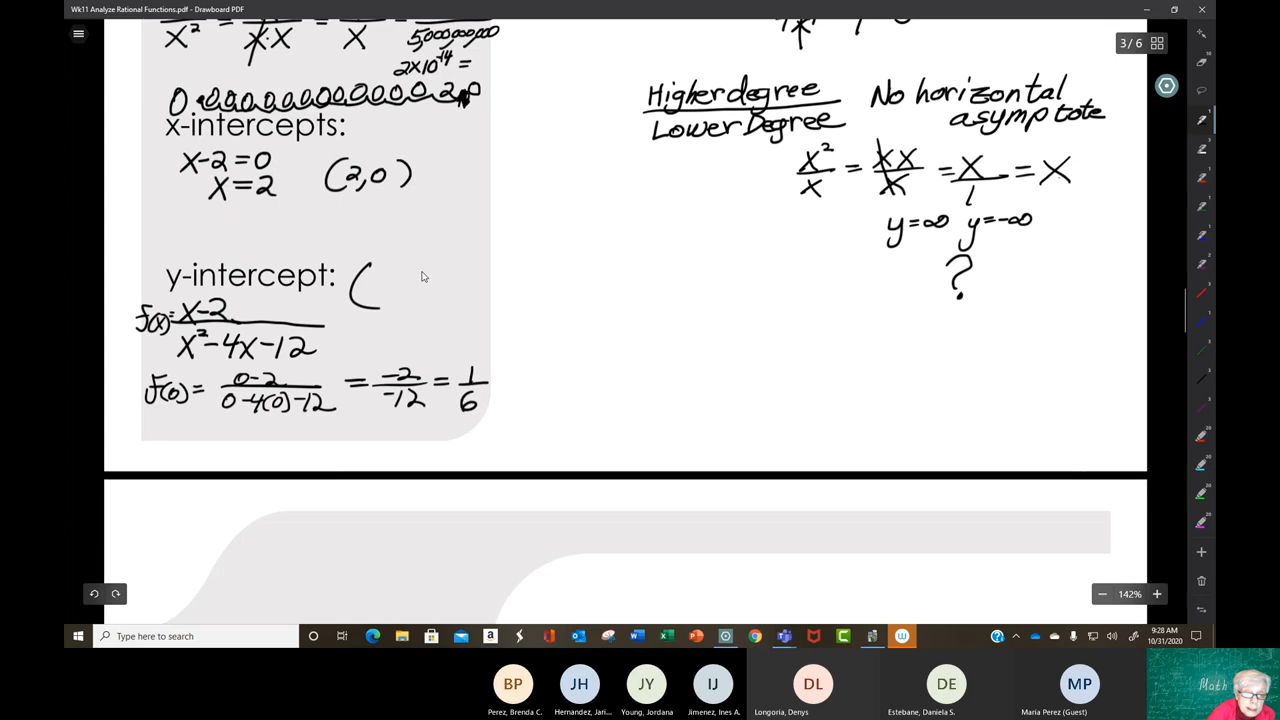 Wk11 Analyze Rational Functions.pdf - Drawboard PDF
3 / 6
x² = x·x = x = 5,000,000,000
2x10⁻¹⁴ =
x-intercepts:
x-2=0
x=2 (2,0)
y-intercept: (
f(x)= x-2
x²-4x-12
f(0) = 0-2 / 0-4(0)-12 = -2/-12 = 1/6
Higher degree No horizontal
Lower Degree asymptote
x²/x = xx/x = x/1 = x
y=∞ y=-∞
?
142%
Type here to search
9:28 AM
10/31/2020
BP JH JY IJ DL DE MP
Perez, Brenda C. Hernandez, Jari... Young, Jordana Jimenez, Ines A. Longoria, Denys Estebane, Daniela S. Maria Perez (Guest)
Math